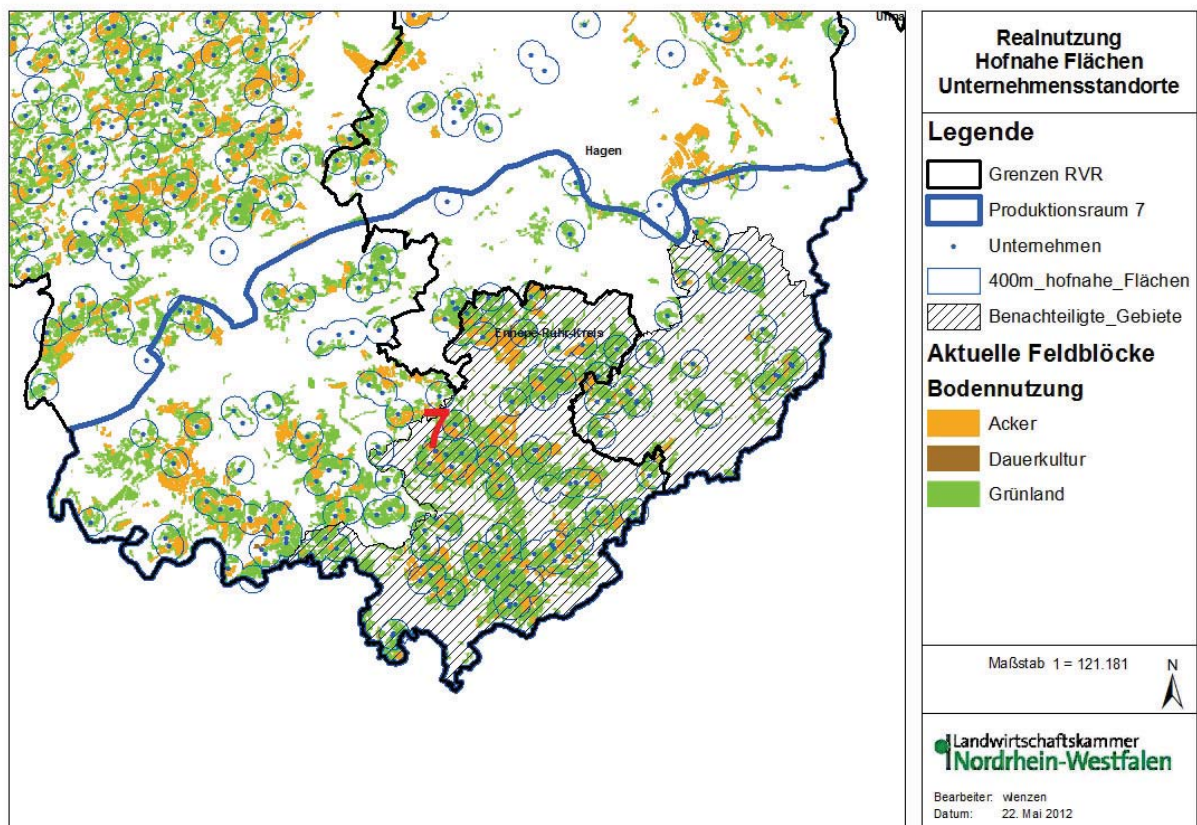 Hagen
Ennepe-Ruhr-Kreis
7
Realnutzung
Hofnahe Flächen
Unternehmensstandorte
Legende
Grenzen RVR
Produktionsraum 7
Unternehmen
400m_hofnahe_Flächen
Benachteiligte_Gebiete
Aktuelle Feldblöcke
Bodennutzung
Acker
Dauerkultur
Grünland
Maßstab 1 = 121.181
N
Landwirtschaftskammer
Nordrhein-Westfalen
Bearbeiter: wlenzen
Datum: 22. Mai 2012